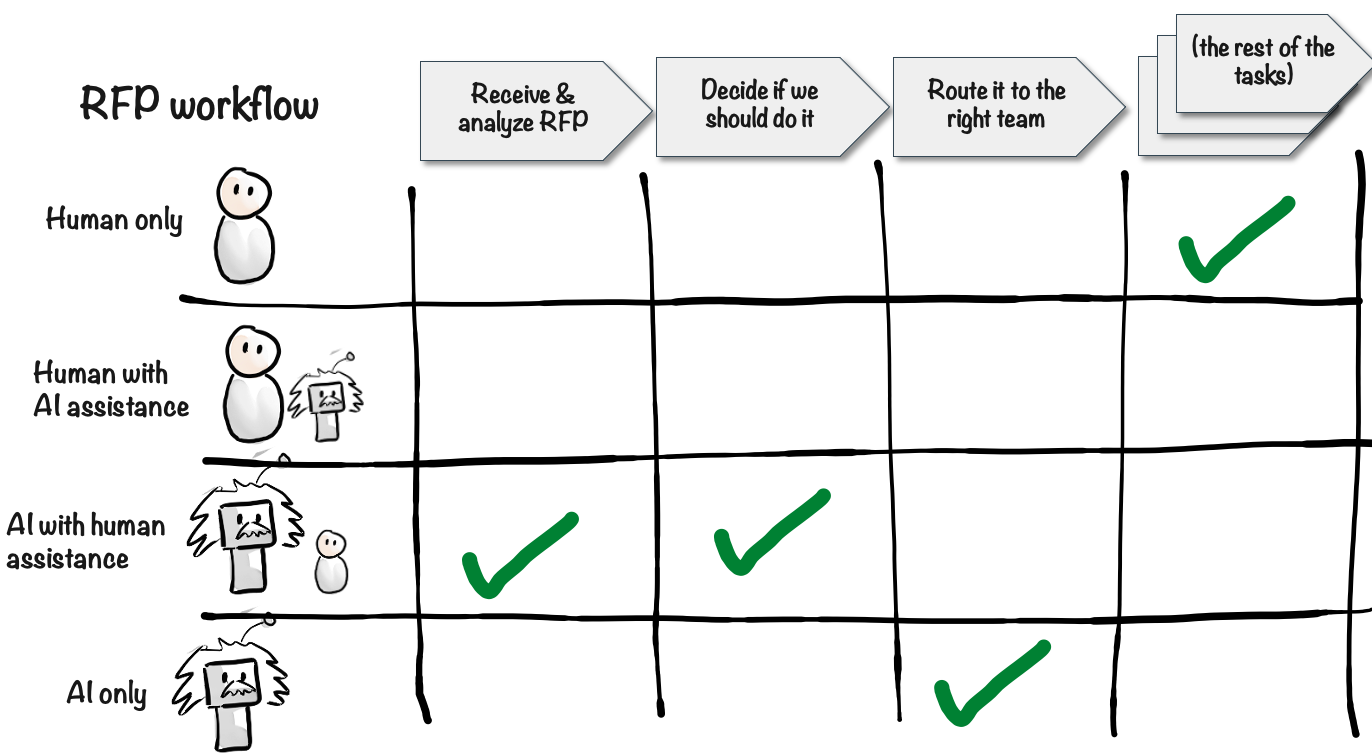 (the rest of the
tasks)
RFP workflow
Receive &
analyze RFP
Decide if we
should do it
Route it to the
right team
Human only
Human with
AI assistance
AI with human
assistance
AI only